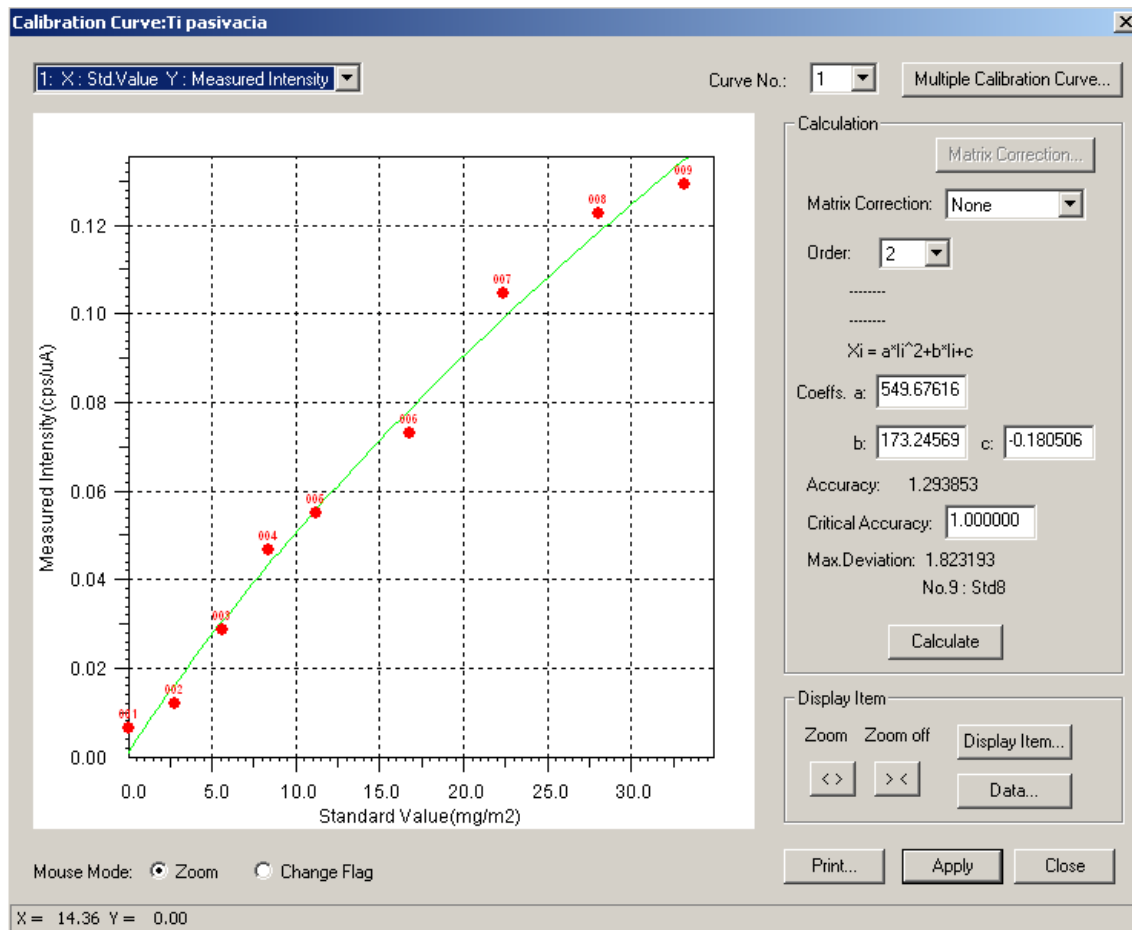 Calibration Curve:Ti pasivacia
1: X : Std.Value Y : Measured Intensity
Curve No.: 1
Multiple Calibration Curve...
Measured Intensity(cps/uA)
0.12
0.10
0.08
0.06
0.04
0.02
0.00
001
002
003
004
006
006
007
008
009
0.0 5.0 10.0 15.0 20.0 25.0 30.0
Standard Value(mg/m2)
Calculation
Matrix Correction...
Matrix Correction: None
Order: 2
--------
--------
Xi = a*Ii^2+b*Ii+c
Coeffs. a: 549.67616
b: 173.24569 c: -0.180506
Accuracy: 1.293853
Critical Accuracy: 1.000000
Max.Deviation: 1.823193
No.9 : Std8
Calculate
Display Item
Zoom Zoom off
< > > <
Display Item...
Data...
Mouse Mode: Zoom Change Flag
Print... Apply Close
X = 14.36 Y = 0.00